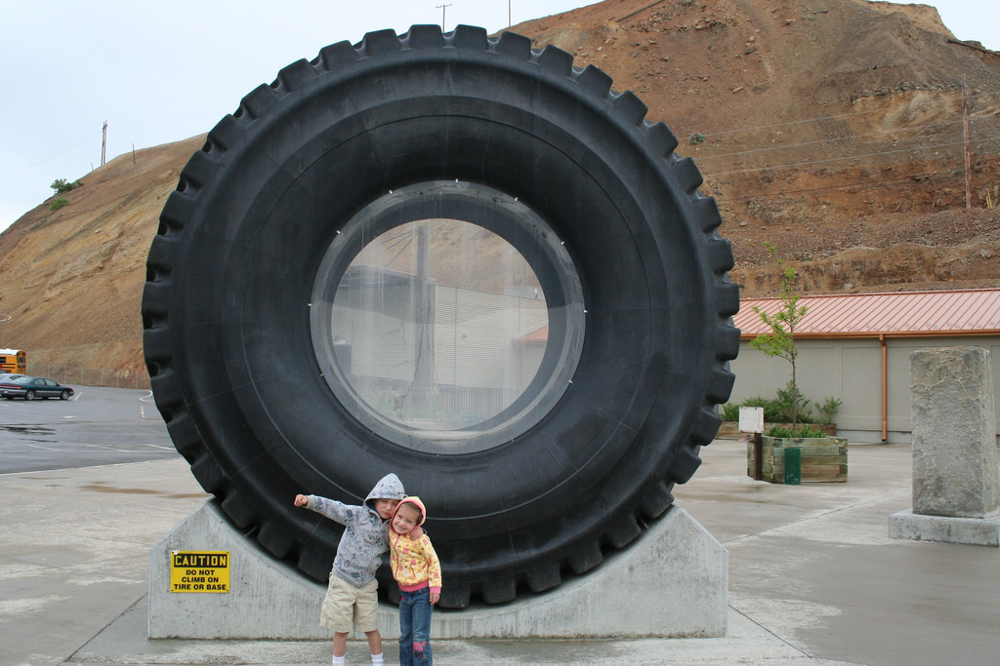 CAUTION
DO NOT
CLIMB ON
TIRE OR BASE